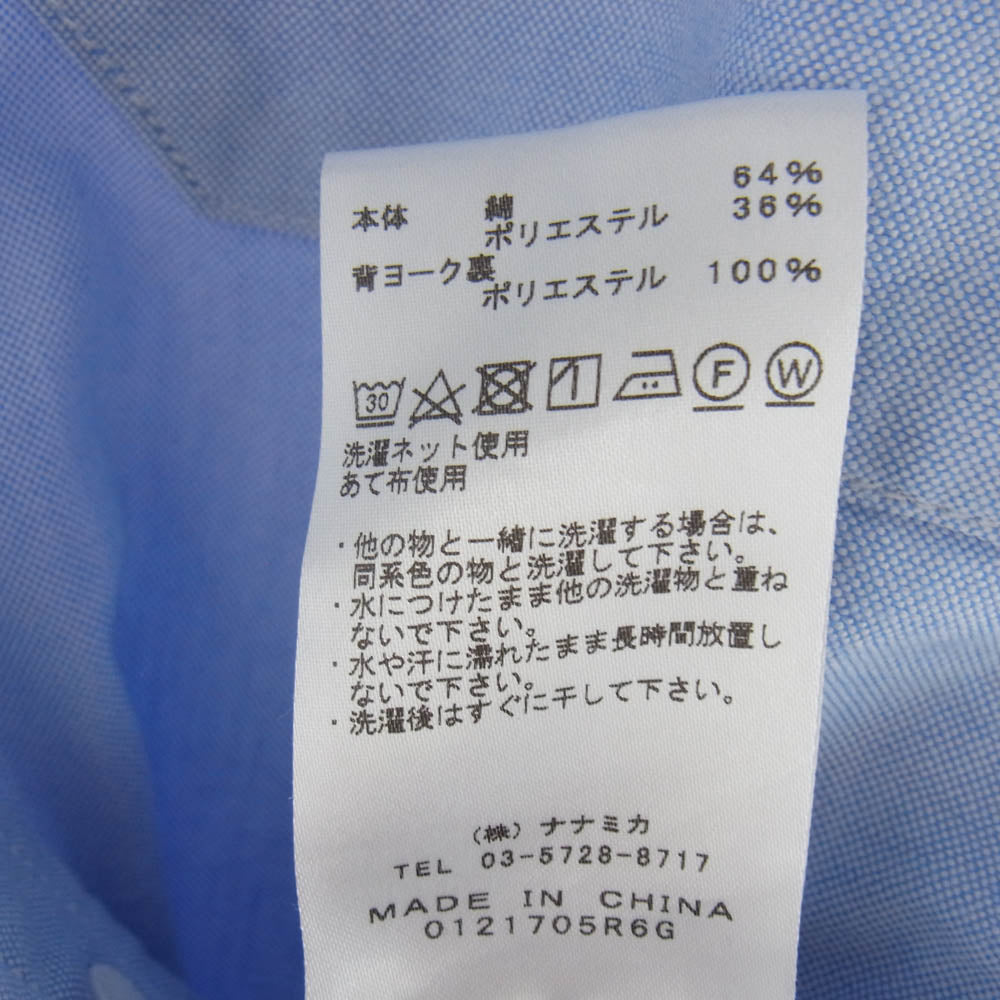 本体 綿 64%
ポリエステル 36%
背ヨーク裏
ポリエステル 100%
30 F W
洗濯ネット使用
あて布使用
・他の物と一緒に洗濯する場合は、
同系色の物と洗濯して下さい。
・水につけたまま他の洗濯物と重ね
ないで下さい。
・水や汗に濡れたまま長時間放置し
ないで下さい。
・洗濯後はすぐに干して下さい。
(株) ナナミカ
TEL 03-5728-8717
MADE IN CHINA
0121705R6G